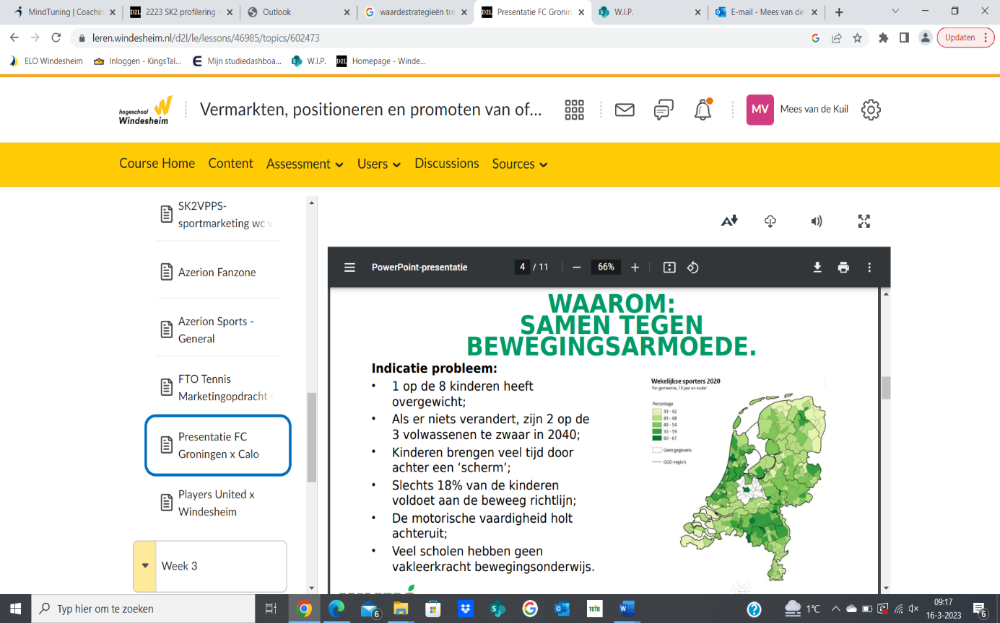 MindTuning | Coachin
2223 SK2 profilering -
Outlook
waardestrategieën tre
Presentatie FC Gronin
W.I.P.
E-mail - Mees van de
leren.windesheim.nl/d2l/le/lessons/46985/topics/602473
Updaten
ELO Windesheim
Inloggen - KingsTal...
Mijn studiedashboa...
W.I.P.
D2L
Homepage - Winde...
hogeschool
Windesheim
Vermarkten, positioneren en promoten van of...
MV
Mees van de Kuil
Course Home
Content
Assessment
Users
Discussions
Sources
SK2VPPS-
sportmarketing wc v
Azerion Fanzone
Azerion Sports -
General
FTO Tennis
Marketingopdracht
Presentatie FC
Groningen x Calo
Players United x
Windesheim
Week 3
PowerPoint-presentatie
4 / 11
66%
WAAROM:
SAMEN TEGEN
BEWEGINGSARMOEDE.
Indicatie probleem:
• 1 op de 8 kinderen heeft
overgewicht;
• Als er niets verandert, zijn 2 op de
3 volwassenen te zwaar in 2040;
• Kinderen brengen veel tijd door
achter een ‘scherm’;
• Slechts 18% van de kinderen
voldoet aan de beweeg richtlijn;
• De motorische vaardigheid holt
achteruit;
• Veel scholen hebben geen
vakleerkracht bewegingsonderwijs.
Wekelijkse sporters 2020
Per gemeente, 18 jaar en ouder
Percentage
33 - 42
43 - 48
49 - 54
55 - 59
60 - 67
Geen gegevens
GGD-regio's
Typ hier om te zoeken
6
TOTO
1°C
09:17
16-3-2023
6